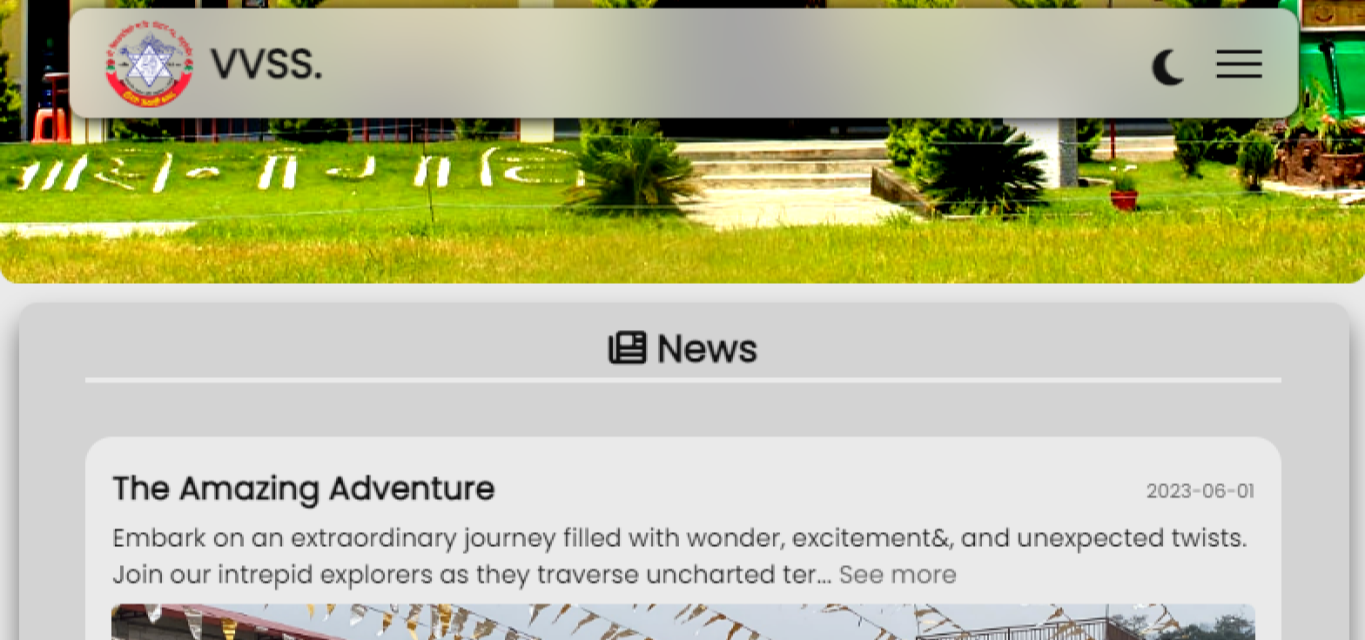 VVSS.
News
The Amazing Adventure
2023-06-01
Embark on an extraordinary journey filled with wonder, excitement&, and unexpected twists.
Join our intrepid explorers as they traverse uncharted ter... See more